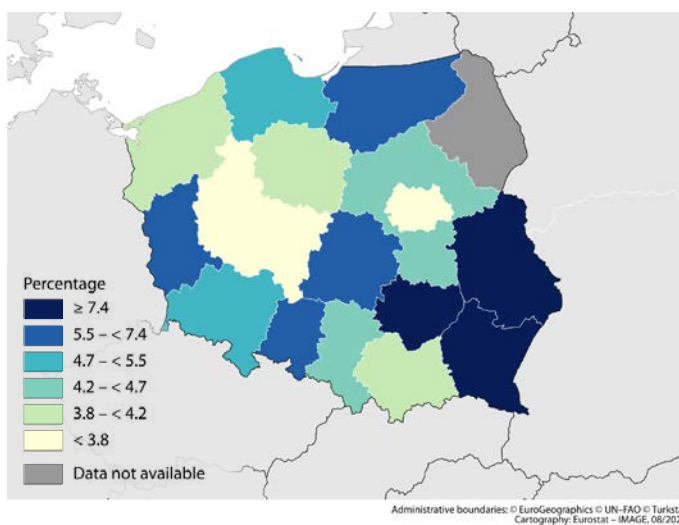 Percentage
≥ 7.4
5.5 – < 7.4
4.7 – < 5.5
4.2 – < 4.7
3.8 – < 4.2
< 3.8
Data not available
Administrative boundaries: © EuroGeographics © UN–FAO © Turkst
Cartography: Eurostat – IMAGE, 08/202